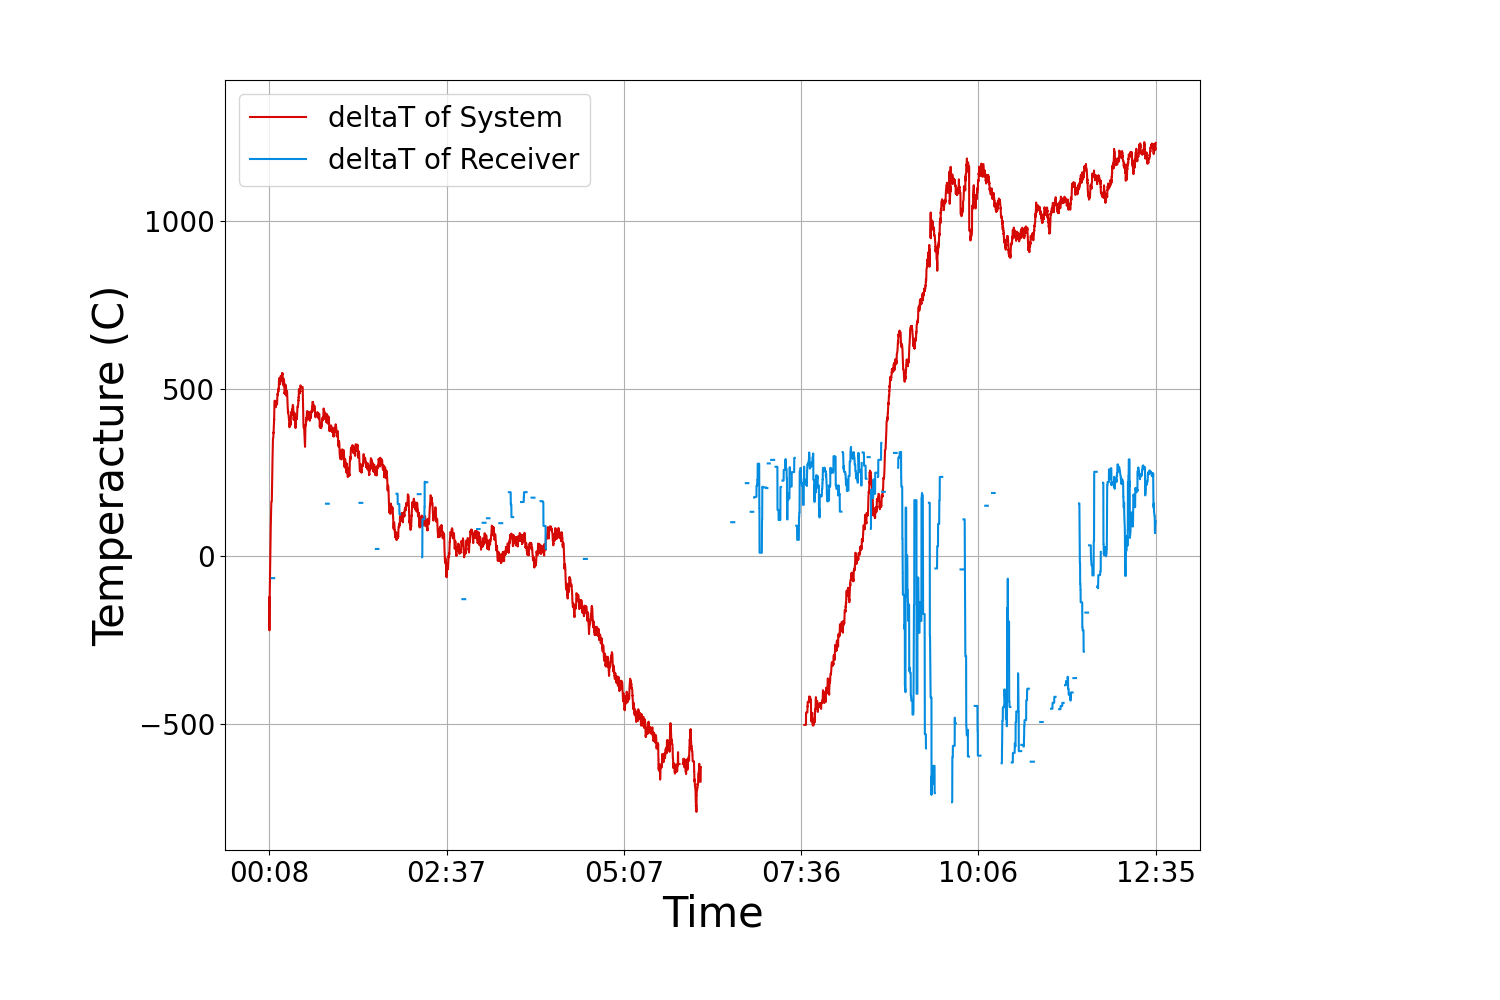 deltaT of System
deltaT of Receiver
1000
500
0
−500
Temperacture (C)
00:08 02:37 05:07 07:36 10:06 12:35
Time